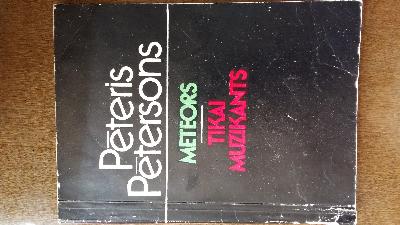 Pēteris
Pētersons
METEORS
TIKAI
MUZIKANTS